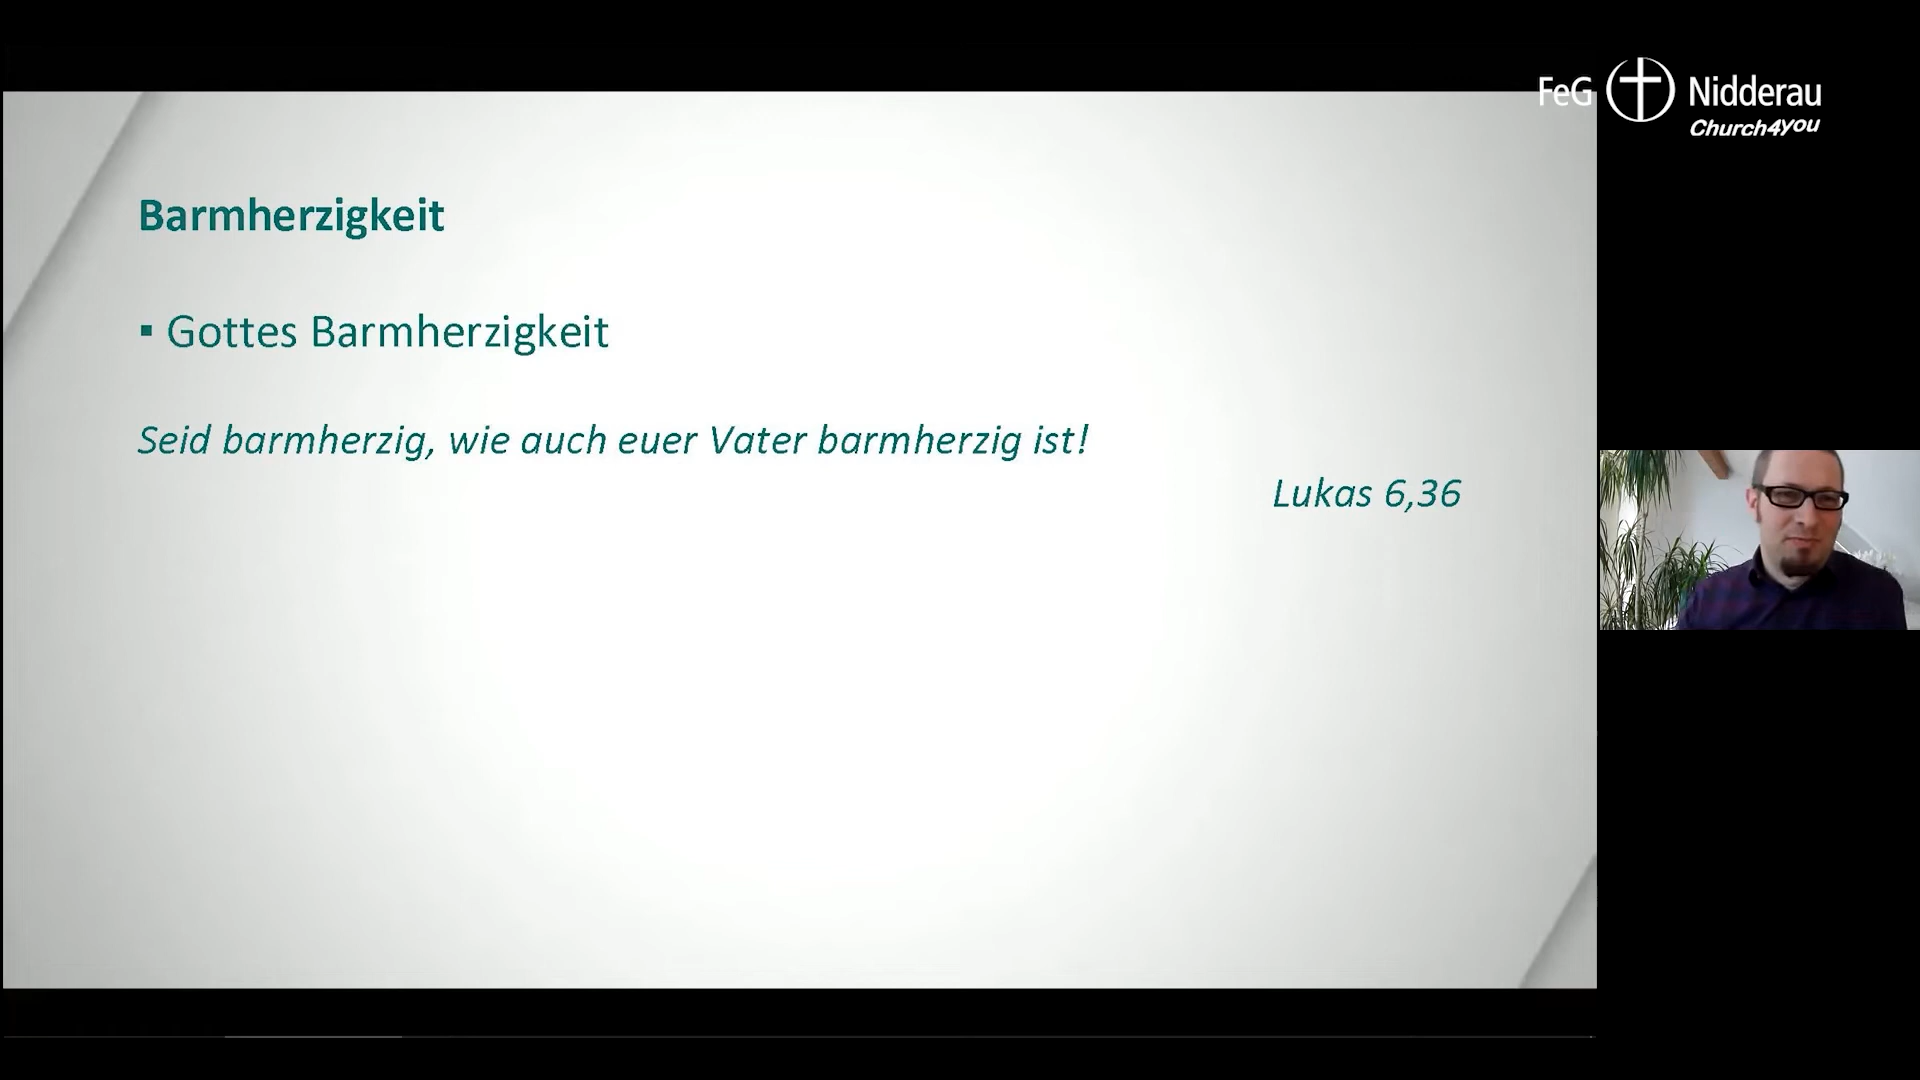 FeG Nidderau
Church4you
Barmherzigkeit
▪ Gottes Barmherzigkeit
Seid barmherzig, wie auch euer Vater barmherzig ist!
Lukas 6,36